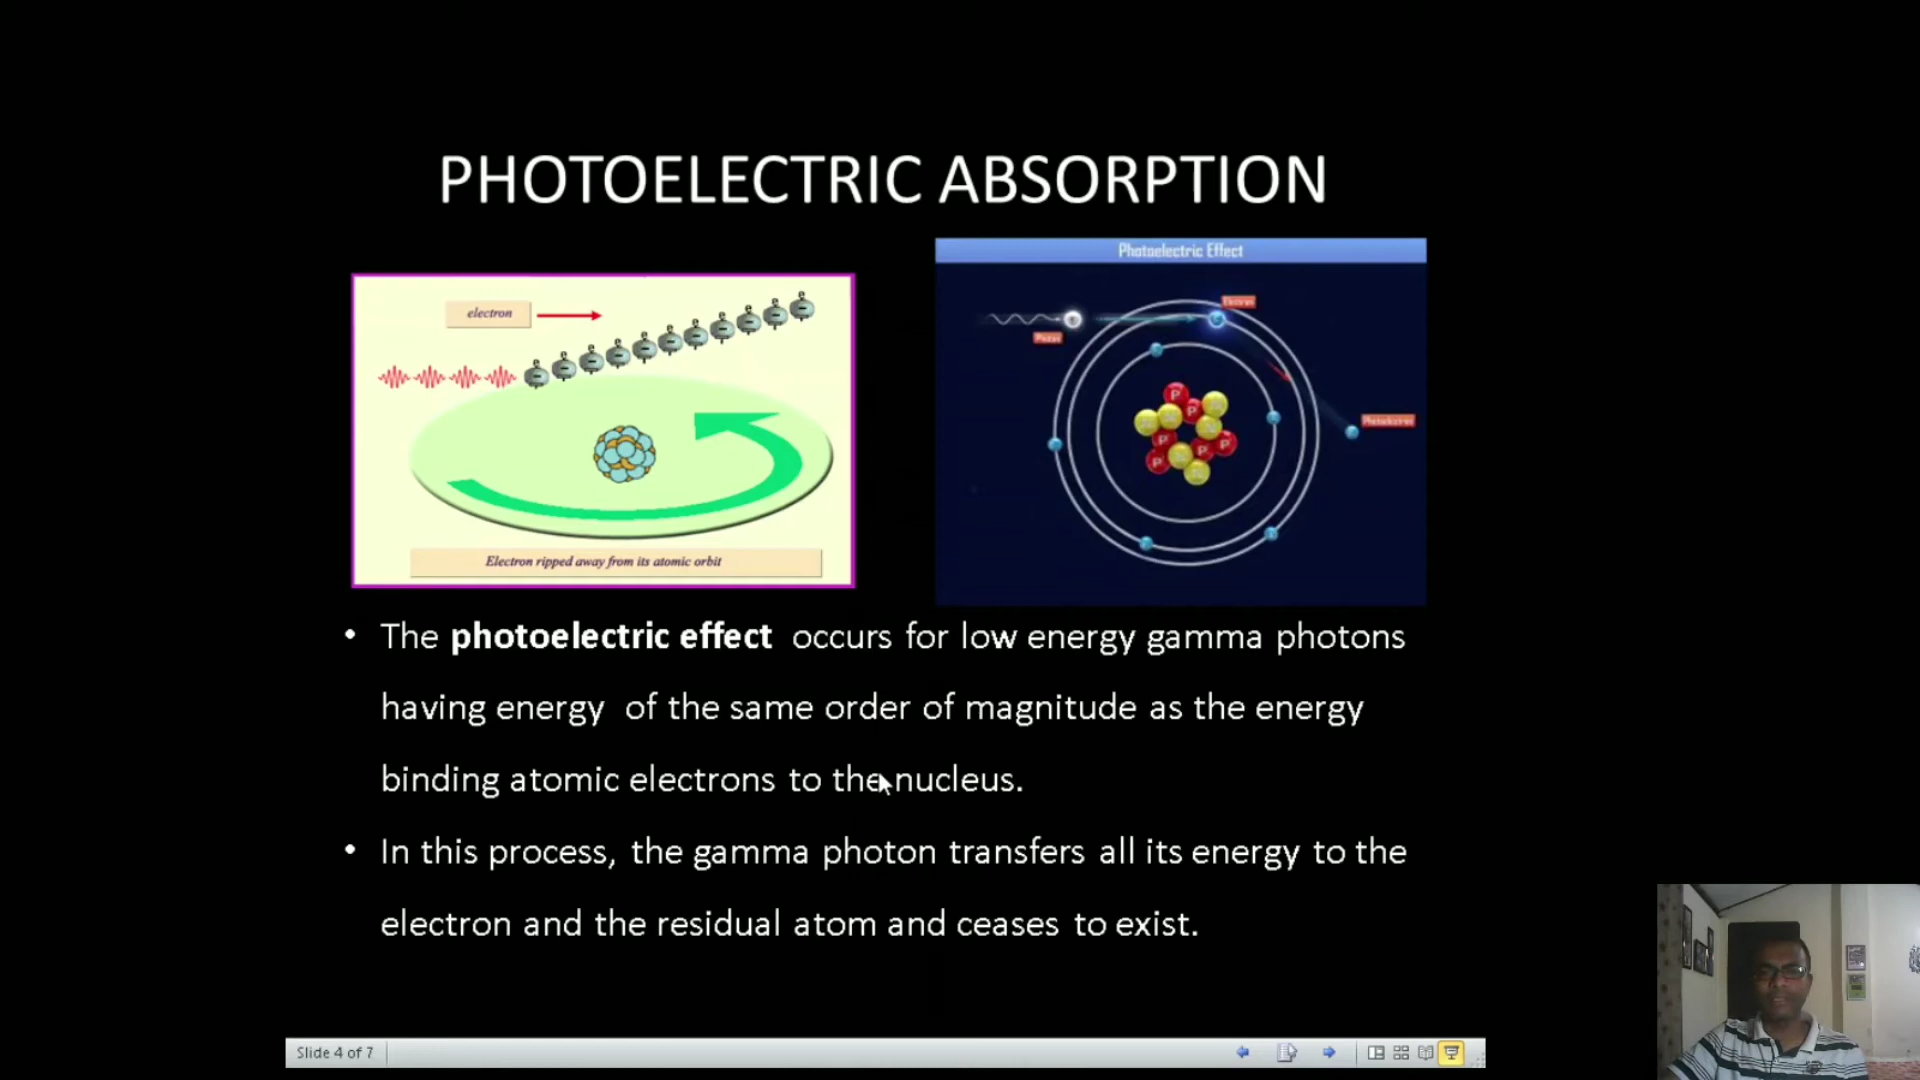 PHOTOELECTRIC ABSORPTION
electron
Electron ripped away from its atomic orbit
Photoelectric Effect
Electron
Photon
Photoelectron
P
P
P
P
P
P
• The photoelectric effect occurs for low energy gamma photons
having energy of the same order of magnitude as the energy
binding atomic electrons to the nucleus.
• In this process, the gamma photon transfers all its energy to the
electron and the residual atom and ceases to exist.
Slide 4 of 7